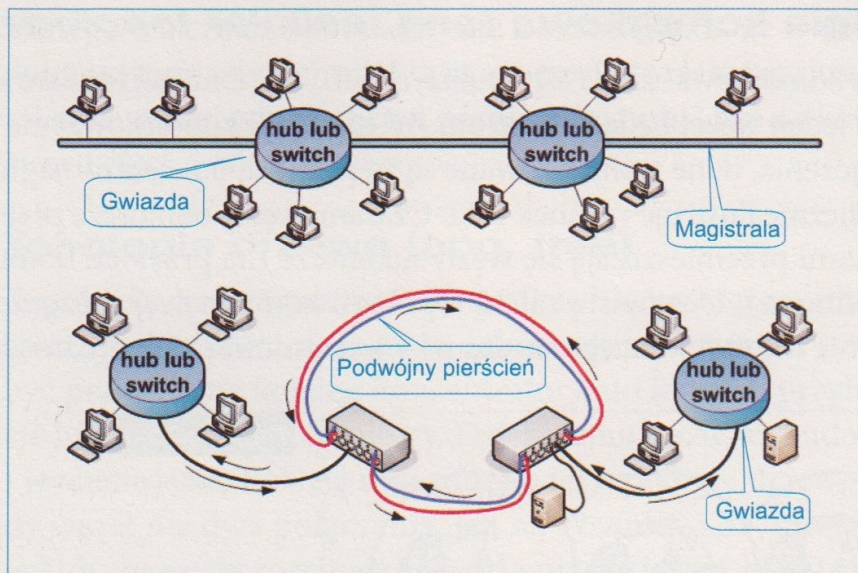 hub lub
switch
hub lub
switch
Gwiazda
Magistrala
hub lub
switch
Podwójny pierścień
hub lub
switch
Gwiazda